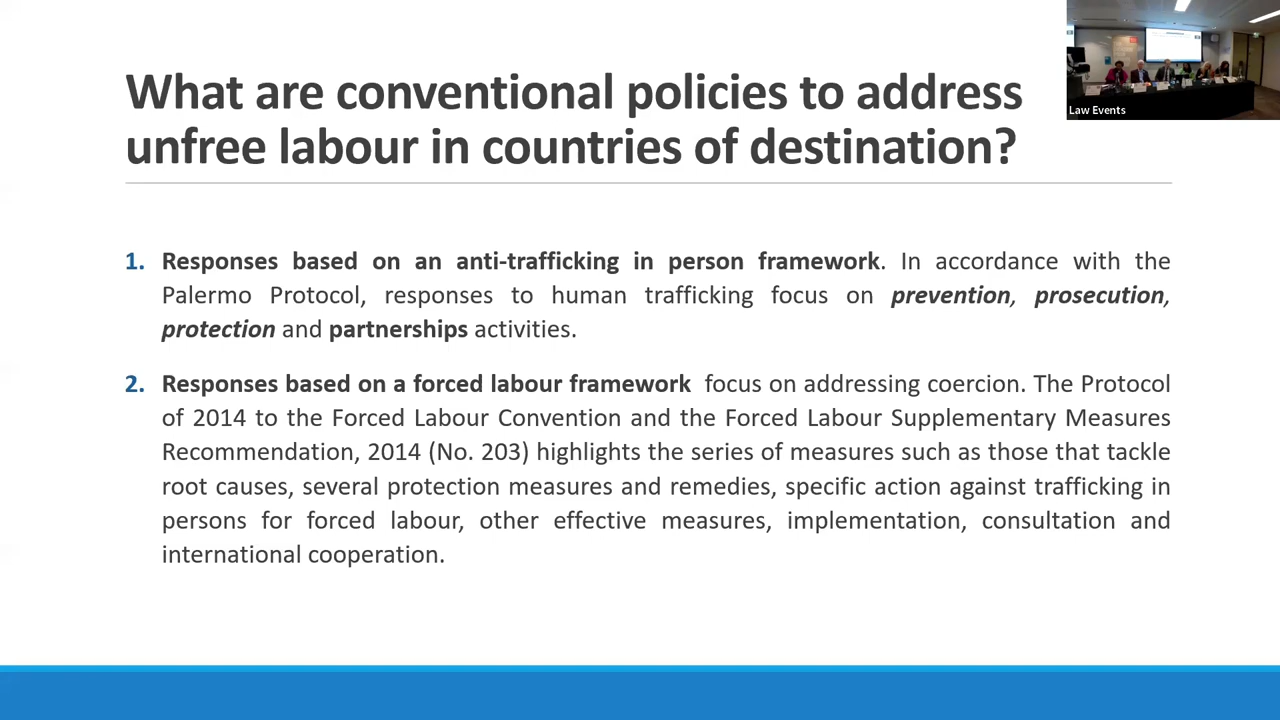 What are conventional policies to address
unfree labour in countries of destination?
Law Events
1. Responses based on an anti-trafficking in person framework. In accordance with the
Palermo Protocol, responses to human trafficking focus on prevention, prosecution,
protection and partnerships activities.
2. Responses based on a forced labour framework focus on addressing coercion. The Protocol
of 2014 to the Forced Labour Convention and the Forced Labour Supplementary Measures
Recommendation, 2014 (No. 203) highlights the series of measures such as those that tackle
root causes, several protection measures and remedies, specific action against trafficking in
persons for forced labour, other effective measures, implementation, consultation and
international cooperation.